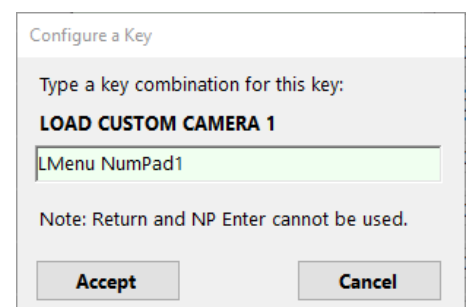 Configure a Key
Type a key combination for this key:
LOAD CUSTOM CAMERA 1
LMenu NumPad1
Note: Return and NP Enter cannot be used.
Accept Cancel